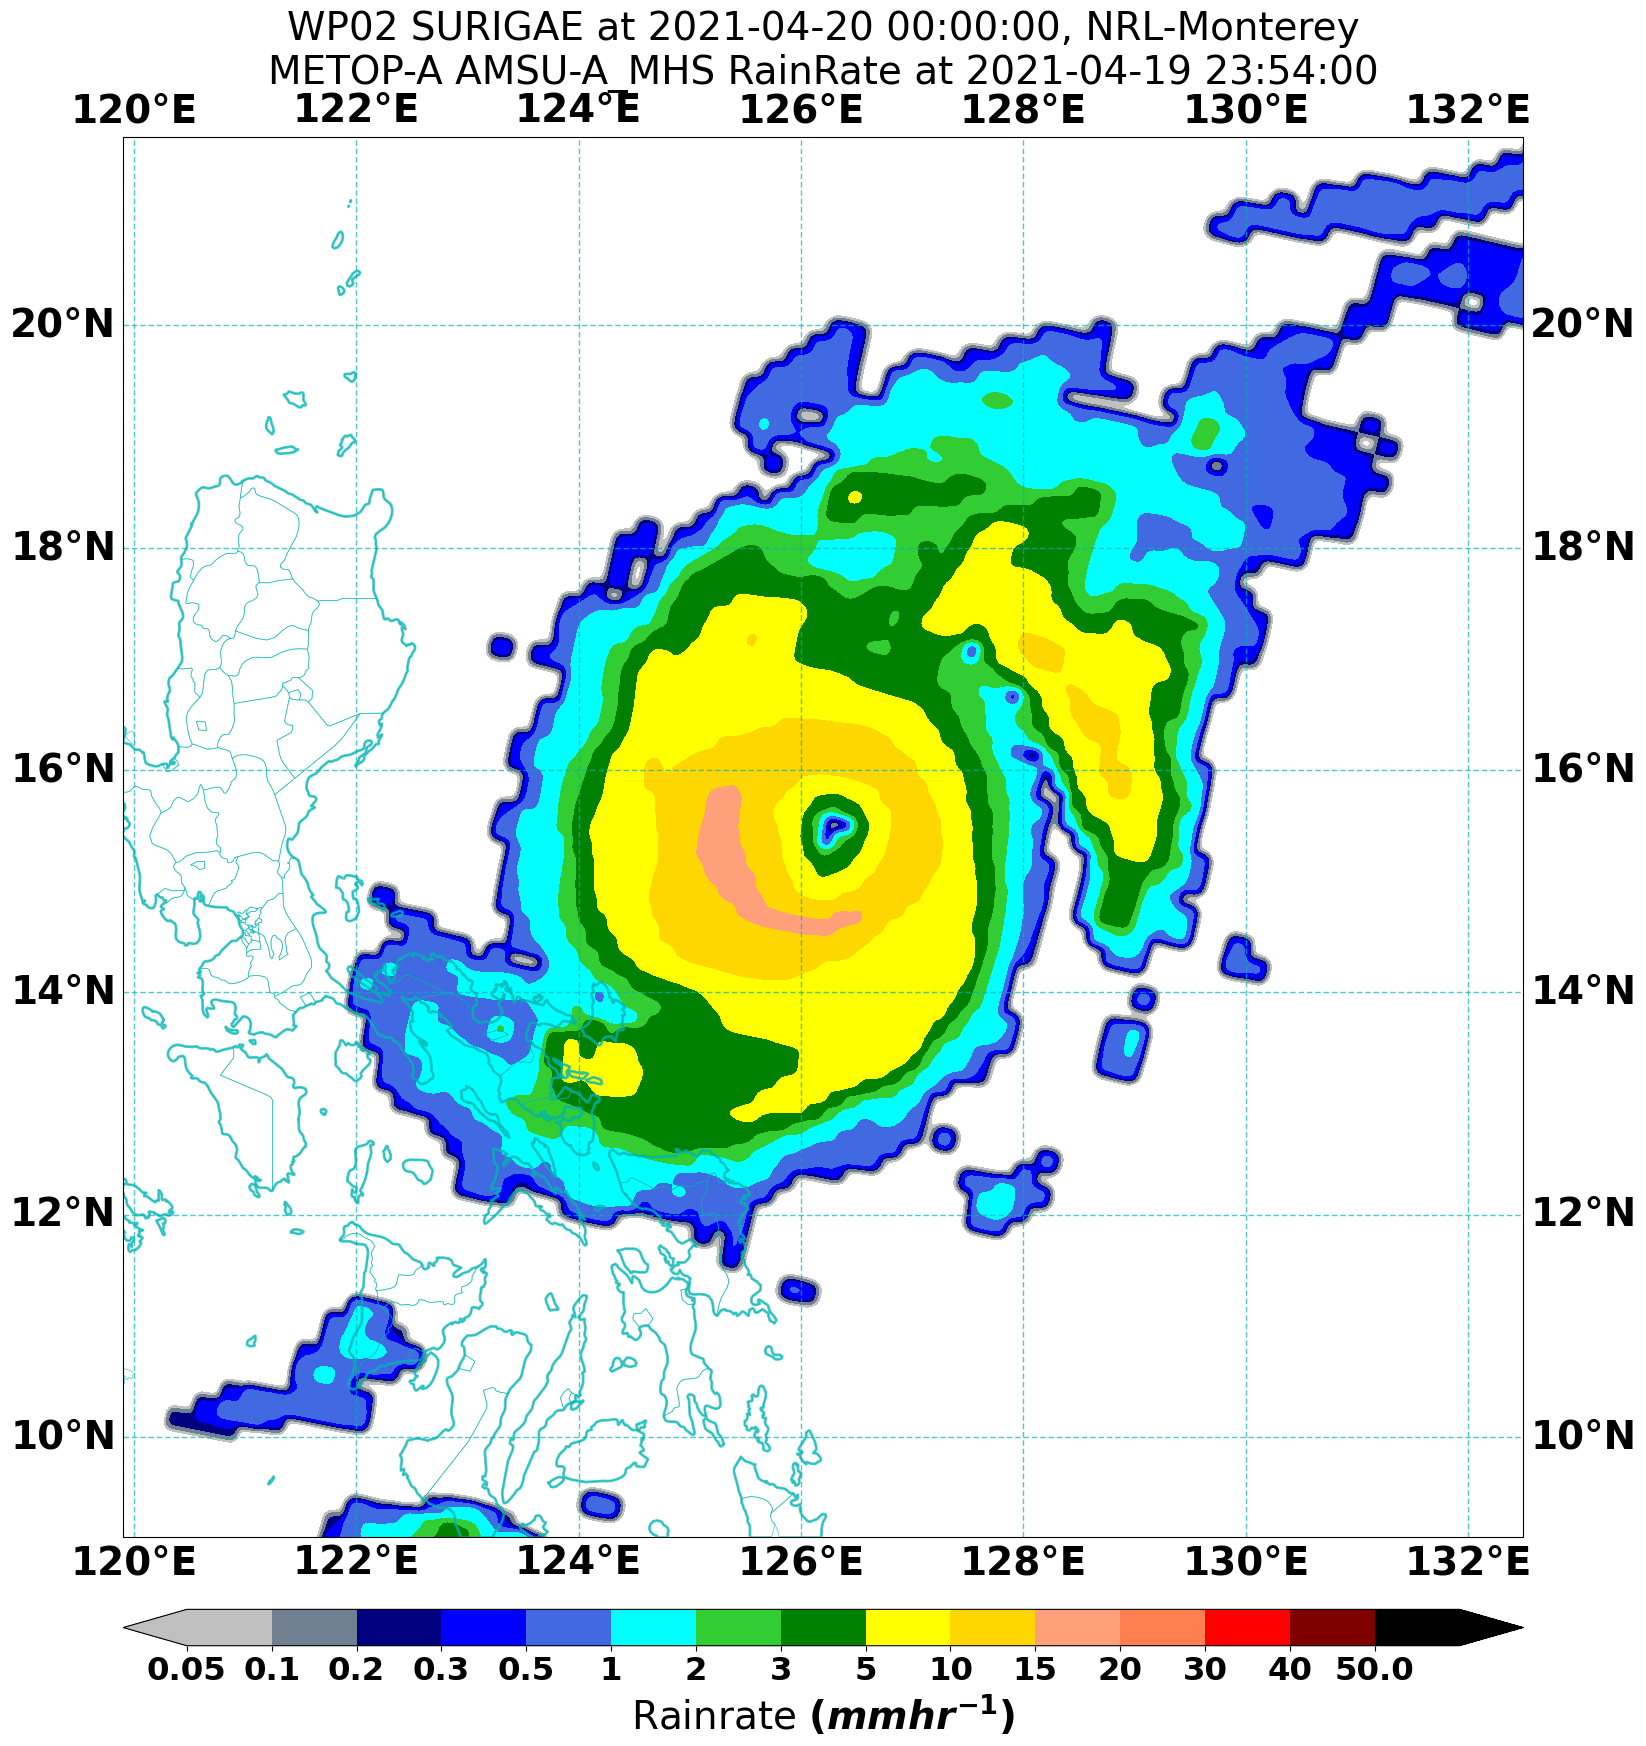 WP02 SURIGAE at 2021-04-20 00:00:00, NRL-Monterey
METOP-A AMSU-A_MHS RainRate at 2021-04-19 23:54:00
120°E 122°E 124°E 126°E 128°E 130°E 132°E
20°N 20°N
18°N 18°N
16°N 16°N
14°N 14°N
12°N 12°N
10°N 10°N
120°E 122°E 124°E 126°E 128°E 130°E 132°E
0.05 0.1 0.2 0.3 0.5 1 2 3 5 10 15 20 30 40 50.0
Rainrate (mmhr⁻¹)